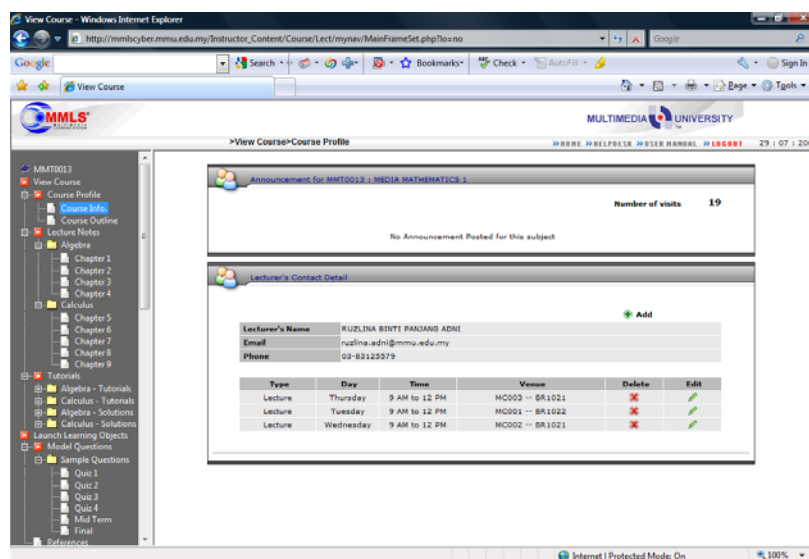 View Course - Windows Internet Explorer
http://mmlscyber.mmu.edu.my/Instructor_Content/Course/Lect/mynav/MainFrameSet.php?lo=no
Google
Google
Search
Bookmarks
Check
AutoFill
Sign In
View Course
Page
Tools
MMLS
MULTIMEDIA UNIVERSITY
>View Course>Course Profile
HOME HELPDESK USER MANUAL LOGOUT 29 : 07 : 20
MMT0013
View Course
Course Profile
Course Info.
Course Outline
Lecture Notes
Algebra
Chapter 1
Chapter 2
Chapter 3
Chapter 4
Calculus
Chapter 5
Chapter 6
Chapter 7
Chapter 8
Chapter 9
Tutorials
Algebra - Tutorials
Calculus - Tutorials
Algebra - Solutions
Calculus - Solutions
Launch Learning Objects
Model Questions
Sample Questions
Quiz 1
Quiz 2
Quiz 3
Quiz 4
Mid Term
Final
References
Announcement for MMT0013 : MEDIA MATHEMATICS 1
Number of visits 19
No Announcement Posted for this subject
Lecturer's Contact Detail
Add
Lecturer's Name RUZLINA BINTI PANJANG ADNI
Email ruzlina.adni@mmu.edu.my
Phone 03-83125579
Type Day Time Venue Delete Edit
Lecture Thursday 9 AM to 12 PM MC003 -- BR1021
Lecture Tuesday 9 AM to 12 PM MC001 -- BR1022
Lecture Wednesday 9 AM to 12 PM MC002 -- BR1021
Internet | Protected Mode: On 100%